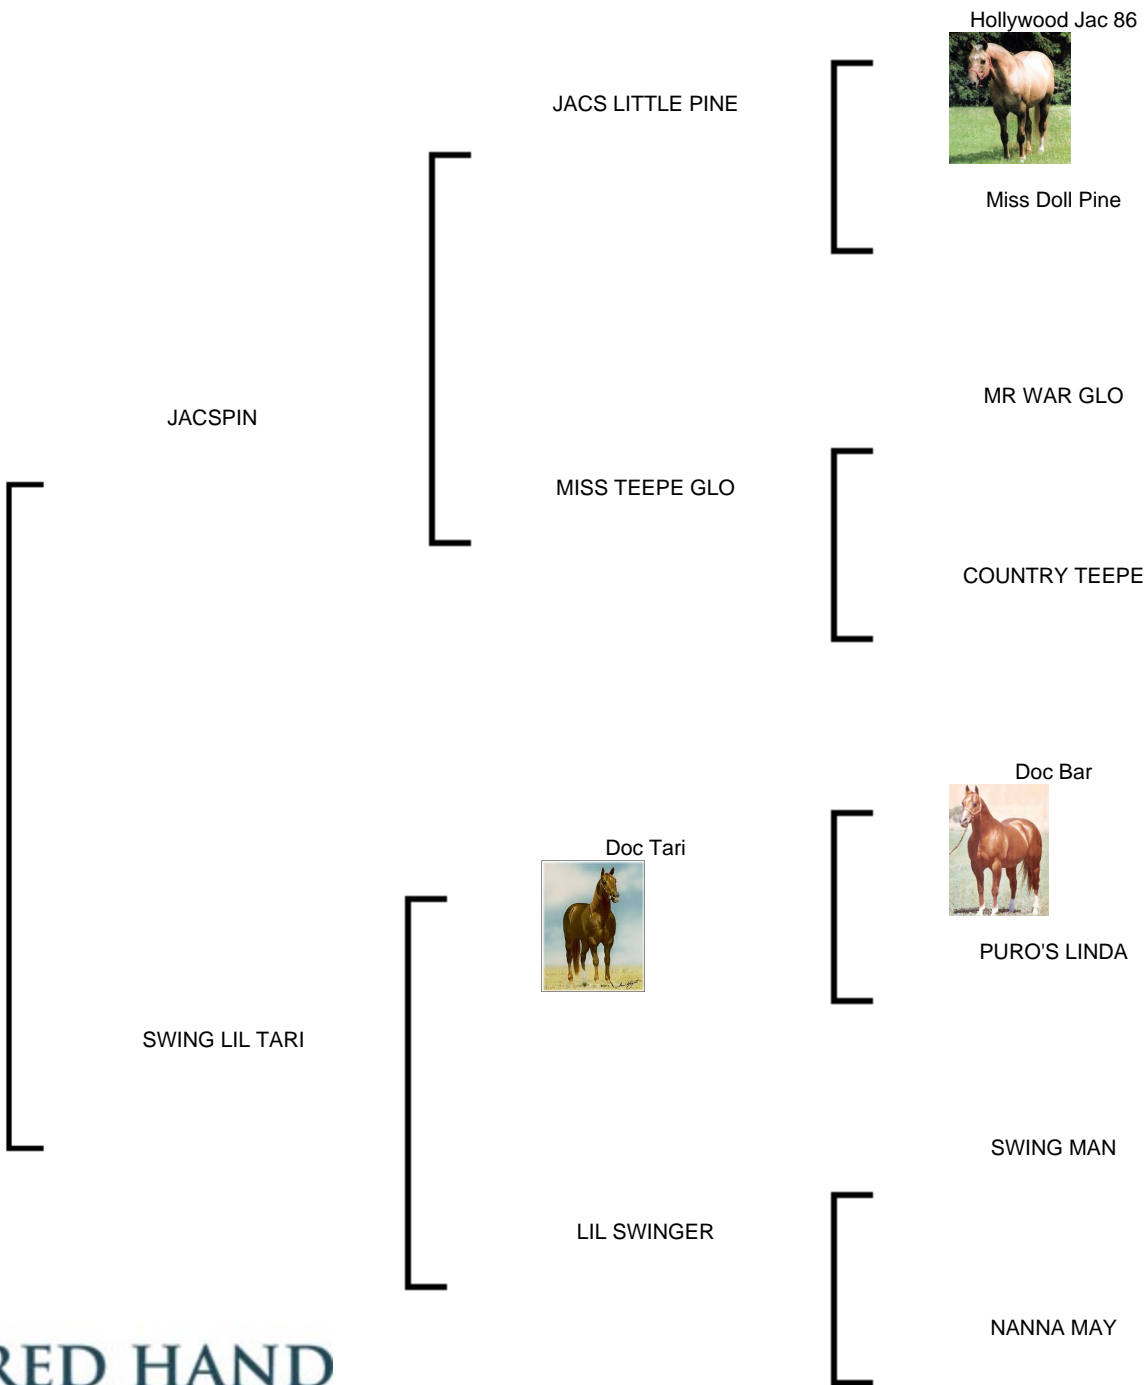 Hollywood Jac 86
JACS LITTLE PINE
Miss Doll Pine
MR WAR GLO
JACSPIN
MISS TEEPE GLO
COUNTRY TEEPE
Doc Bar
Doc Tari
PURO'S LINDA
SWING LIL TARI
SWING MAN
LIL SWINGER
NANNA MAY
RED HAND